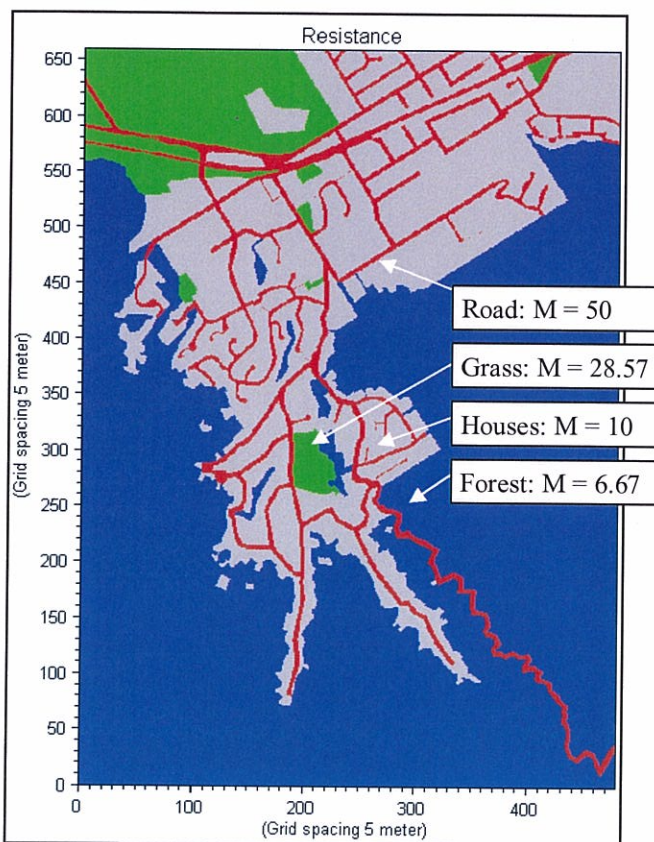 Resistance
650
600
550
500
450
400
350
300
250
200
150
100
50
0
(Grid spacing 5 meter)
Road: M = 50
Grass: M = 28.57
Houses: M = 10
Forest: M = 6.67
0 100 200 300 400
(Grid spacing 5 meter)